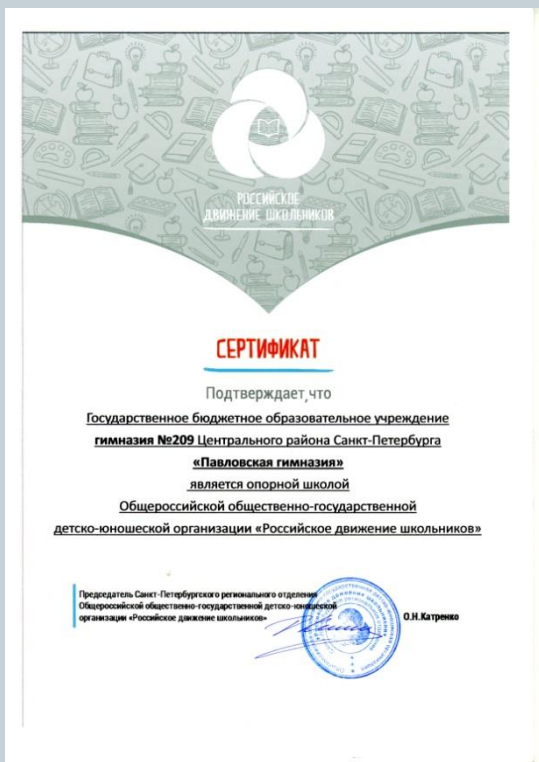 РОССИЙСКОЕ
ДВИЖЕНИЕ ШКОЛЬНИКОВ
СЕРТИФИКАТ
Подтверждает,что
Государственное бюджетное образовательное учреждение
гимназия №209 Центрального района Санкт-Петербурга
«Павловская гимназия»
является опорной школой
Общероссийской общественно-государственной
детско-юношеской организации «Российское движение школьников»
Председатель Санкт-Петербургского регионального отделения
Общероссийской общественно-государственной детско-юношеской
организации «Российское движение школьников»
О.Н.Катренко